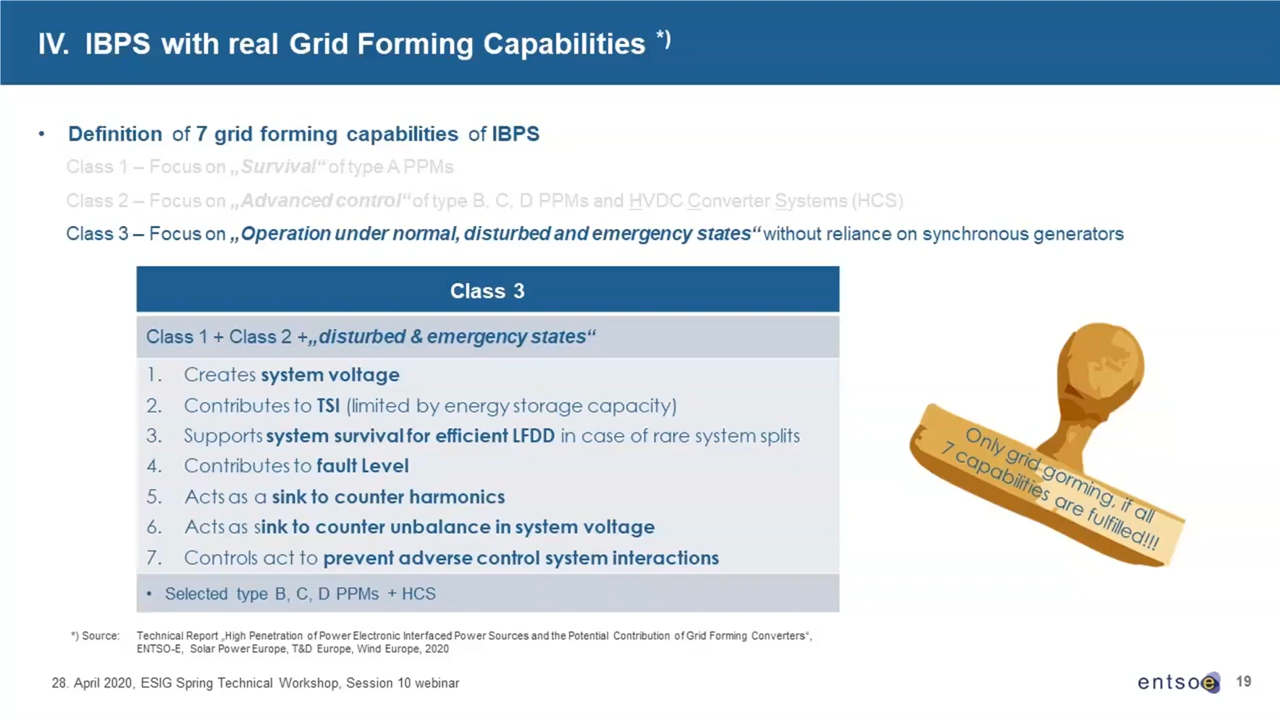 IV. IBPS with real Grid Forming Capabilities *)
• Definition of 7 grid forming capabilities of IBPS
Class 1 – Focus on „Survival“ of type A PPMs
Class 2 – Focus on „Advanced control“ of type B, C, D PPMs and HVDC Converter Systems (HCS)
Class 3 – Focus on „Operation under normal, disturbed and emergency states“ without reliance on synchronous generators
Class 3
Class 1 + Class 2 +„disturbed & emergency states“
1. Creates system voltage
2. Contributes to TSI (limited by energy storage capacity)
3. Supports system survival for efficient LFDD in case of rare system splits
4. Contributes to fault Level
5. Acts as a sink to counter harmonics
6. Acts as sink to counter unbalance in system voltage
7. Controls act to prevent adverse control system interactions
• Selected type B, C, D PPMs + HCS
Only grid gorming, if all
7 capabilities are fulfilled!!!
*) Source: Technical Report „High Penetration of Power Electronic Interfaced Power Sources and the Potential Contribution of Grid Forming Converters“,
ENTSO-E, Solar Power Europe, T&D Europe, Wind Europe, 2020
28. April 2020, ESIG Spring Technical Workshop, Session 10 webinar
entsoe 19